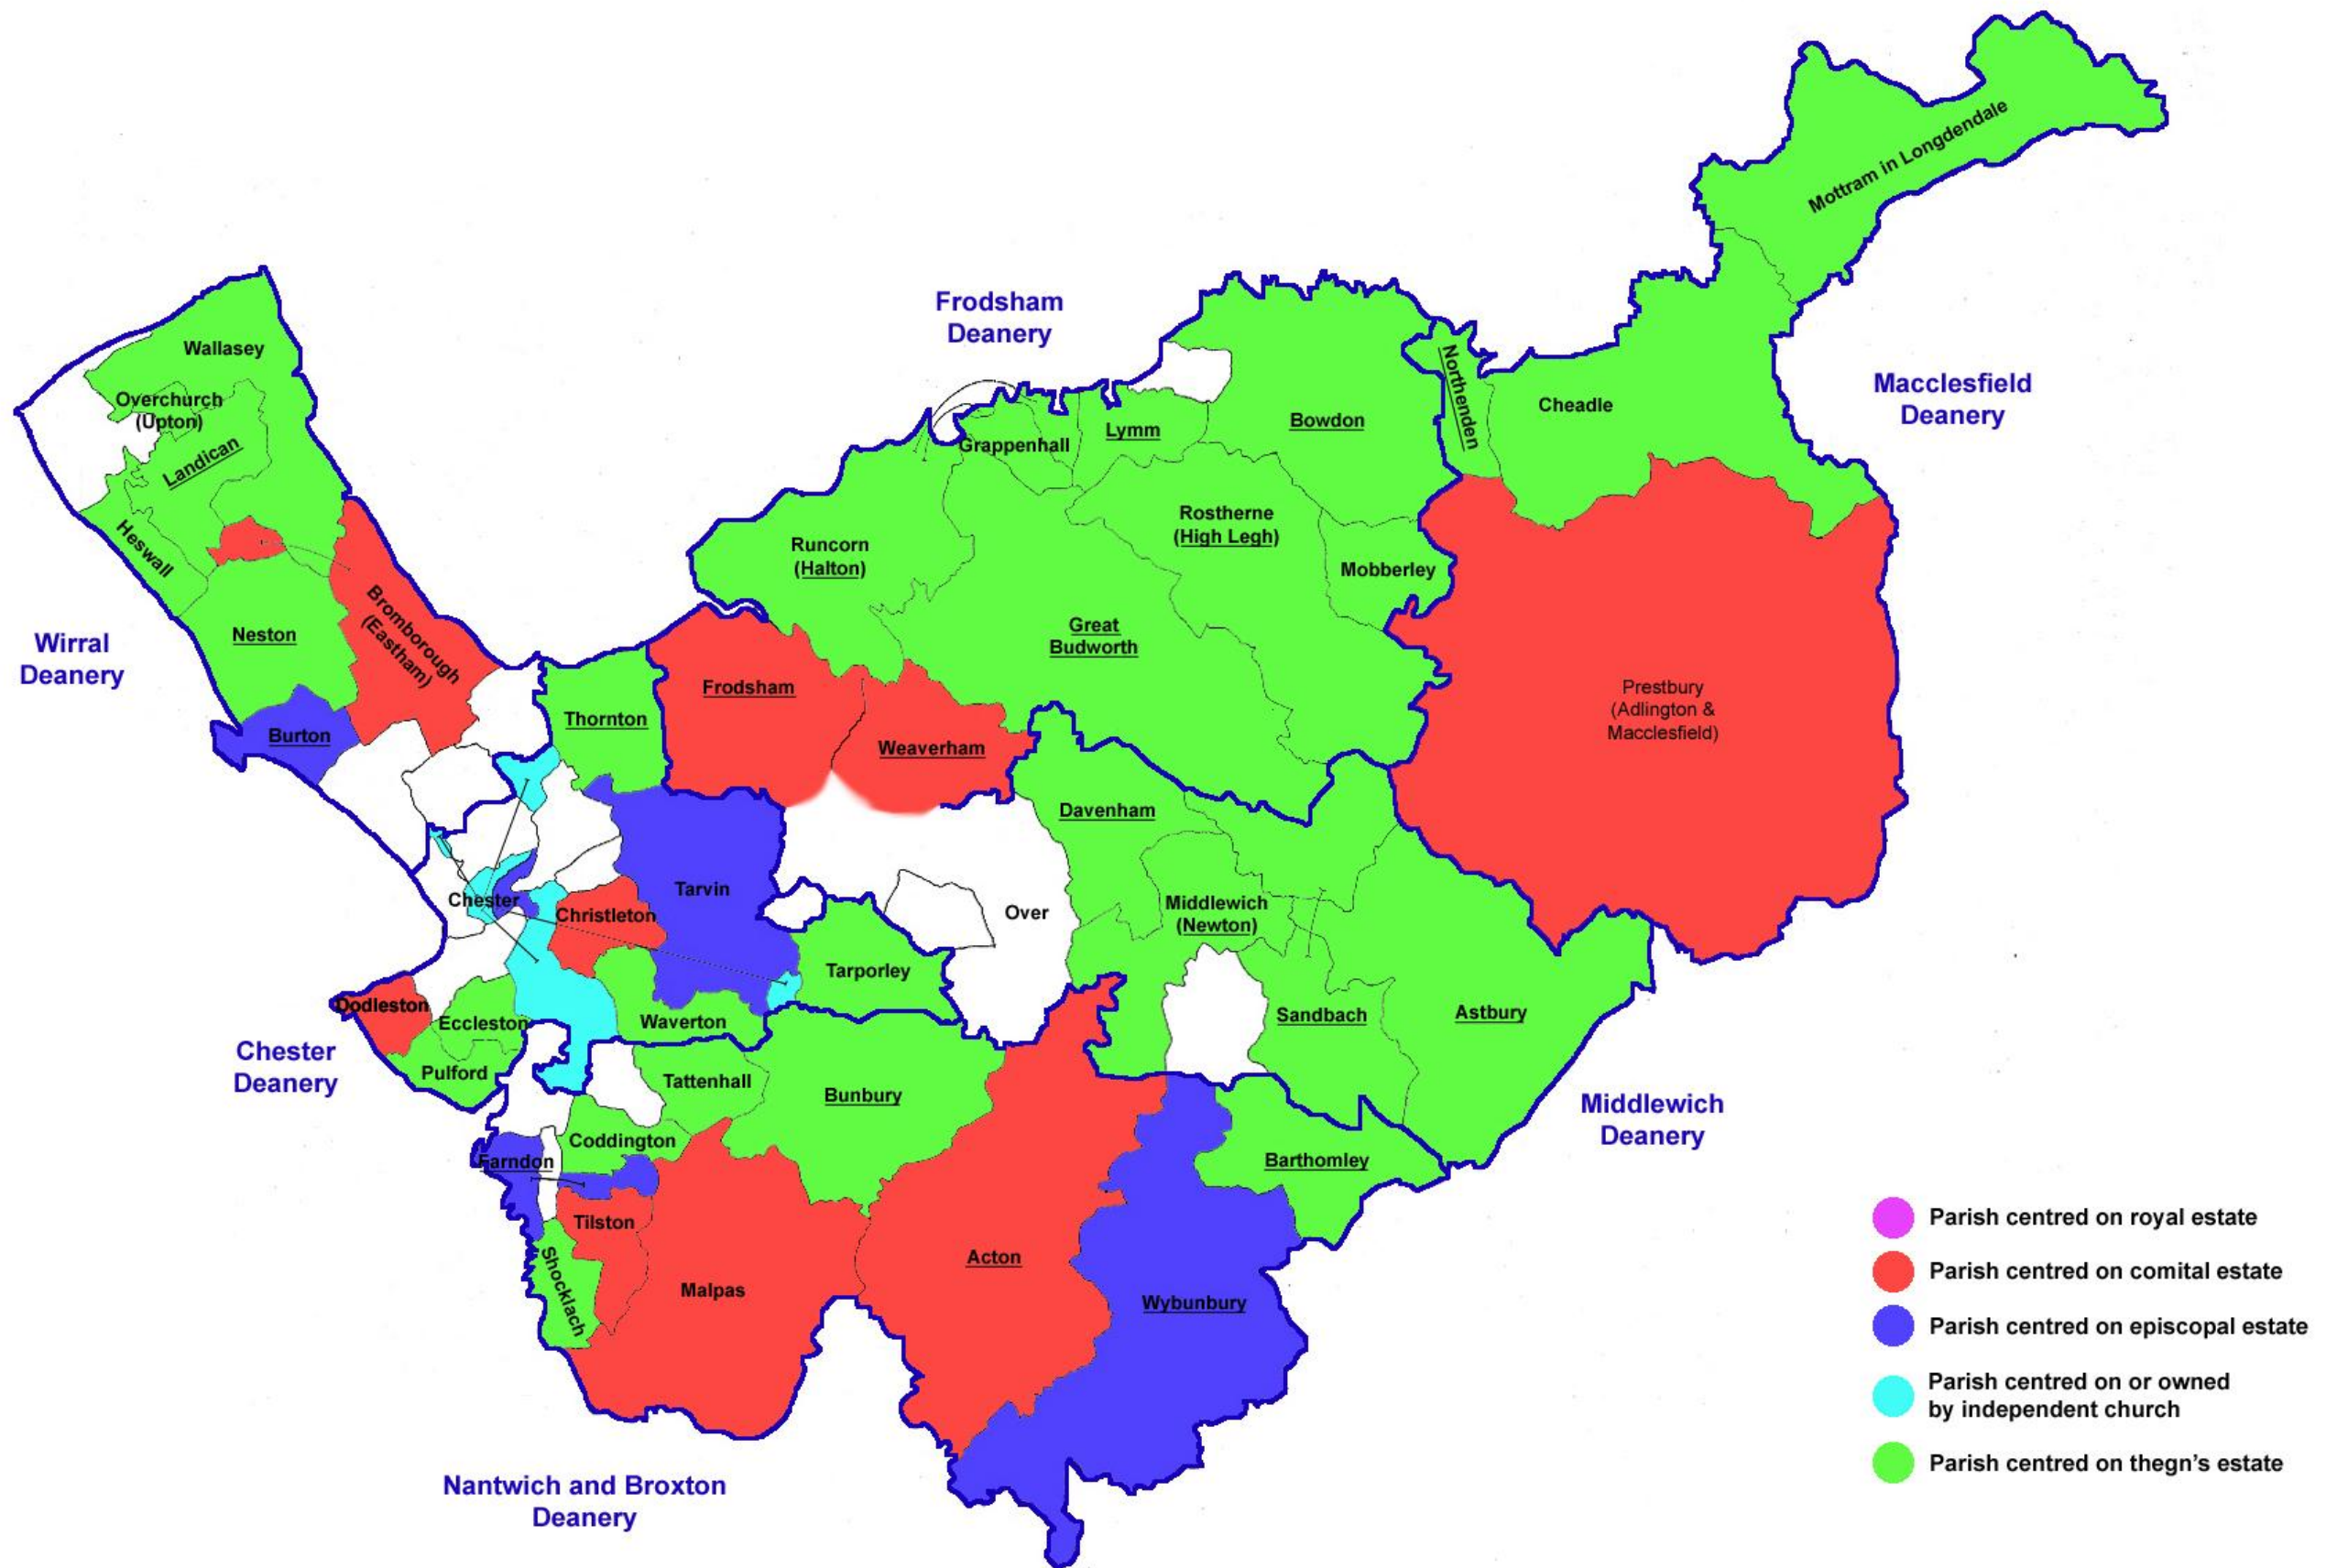 Mottram in Longdendale
Frodsham
Deanery
Wallasey
Macclesfield
Deanery
Overchurch
(Upton)
Landican
Northenden
Cheadle
Bowdon
Lymm
Grappenhall
Heswall
Rostherne
(High Legh)
Runcorn
(Halton)
Mobberley
Bromborough
(Eastham)
Neston
Wirral
Deanery
Great
Budworth
Frodsham
Prestbury
(Adlington &
Macclesfield)
Thornton
Burton
Weaverham
Davenham
Tarvin
Chester
Christleton
Over
Middlewich
(Newton)
Tarporley
Dodleston
Eccleston
Waverton
Sandbach
Astbury
Chester
Deanery
Pulford
Tattenhall
Bunbury
Middlewich
Deanery
Coddington
Farndon
Barthomley
Tilston
Shocklach
Malpas
Acton
Wybunbury
Nantwich and Broxton
Deanery
Parish centred on royal estate
Parish centred on comital estate
Parish centred on episcopal estate
Parish centred on or owned
by independent church
Parish centred on thegn's estate